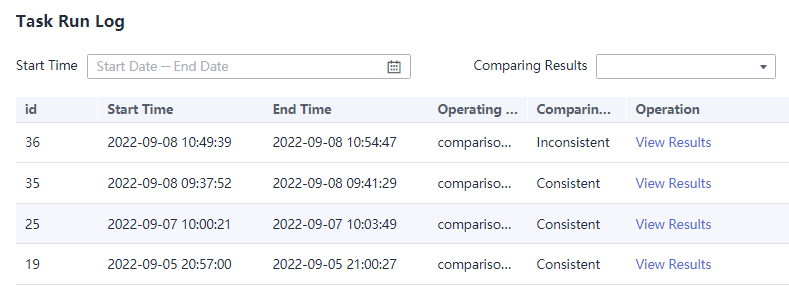 Task Run Log
Start Time Start Date — End Date Comparing Results
id Start Time End Time Operating ... Comparin... Operation
36 2022-09-08 10:49:39 2022-09-08 10:54:47 compariso... Inconsistent View Results
35 2022-09-08 09:37:52 2022-09-08 09:41:29 compariso... Consistent View Results
25 2022-09-07 10:00:21 2022-09-07 10:03:49 compariso... Consistent View Results
19 2022-09-05 20:57:00 2022-09-05 21:00:27 compariso... Consistent View Results